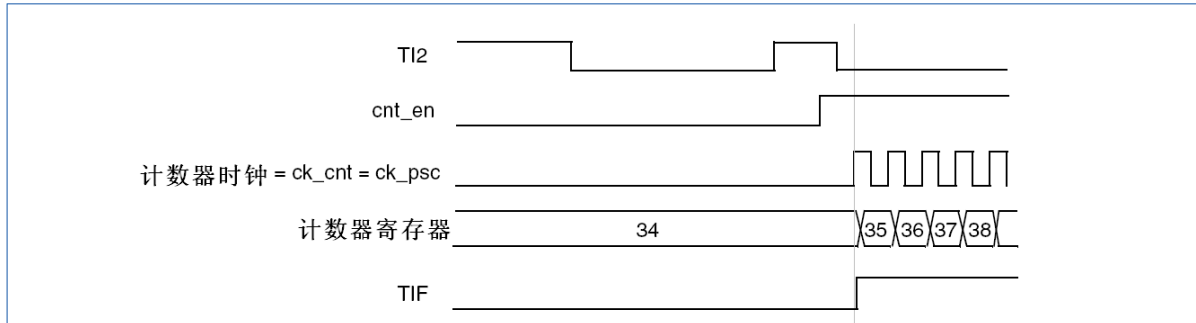 TI2
cnt_en
计数器时钟 = ck_cnt = ck_psc
计数器寄存器 34 35 36 37 38
TIF